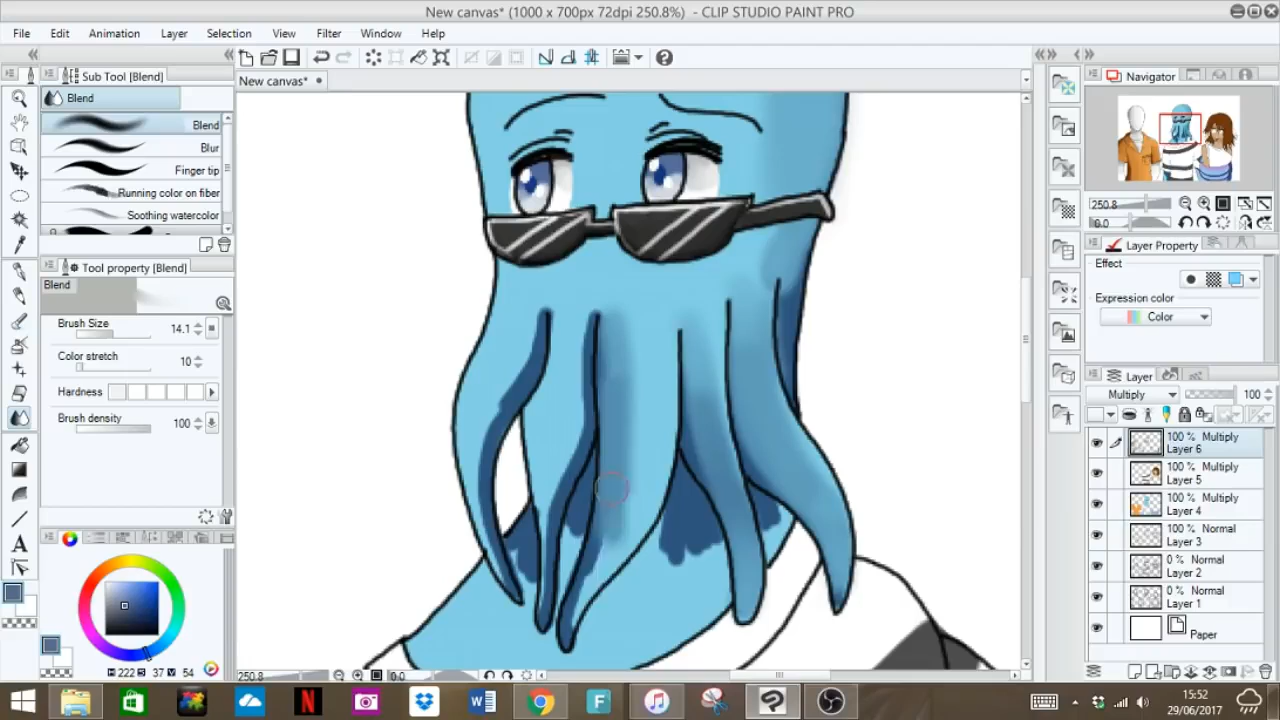 New canvas* (1000 x 700px 72dpi 250.8%) - CLIP STUDIO PAINT PRO
File Edit Animation Layer Selection View Filter Window Help
Sub Tool [Blend]
New canvas*
Navigator
Blend
Blend
Blur
Finger tip
Running color on fiber
Soothing watercolor
250.8
0.0
Tool property [Blend]
Layer Property
Blend
Effect
Brush Size 14.1
Expression color
Color
Color stretch 10
Hardness
Layer
Brush density 100
Multiply 100
100 % Multiply
Layer 6
100 % Multiply
Layer 5
100 % Multiply
Layer 4
100 % Normal
Layer 3
0 % Normal
Layer 2
0 % Normal
Layer 1
Paper
H 222 S 37 V 54
250.8 0.0
15:52
29/06/2017